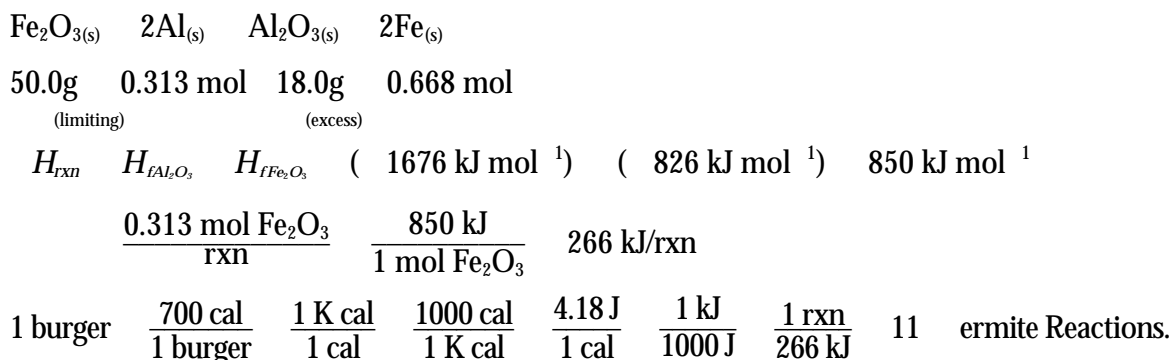 Fe₂O₃(s) 2Al(s) Al₂O₃(s) 2Fe(s)
50.0g 0.313 mol 18.0g 0.668 mol
(limiting) (excess)
H_rxn H_fAl₂O₃ H_fFe₂O₃ ( 1676 kJ mol ¹) ( 826 kJ mol ¹) 850 kJ mol ¹
0.313 mol Fe₂O₃ 850 kJ
rxn 1 mol Fe₂O₃ 266 kJ/rxn
700 cal 1 K cal 1000 cal 4.18 J 1 kJ 1 rxn
1 burger 1 burger 1 cal 1 K cal 1 cal 1000 J 266 kJ 11 ermite Reactions.